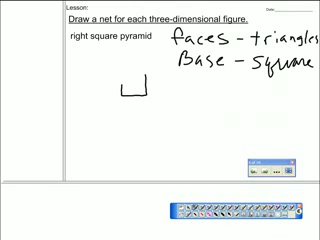 Lesson:
Date
Draw a net for each three-dimensional figure.
right square pyramid
faces - triangles
Base - square